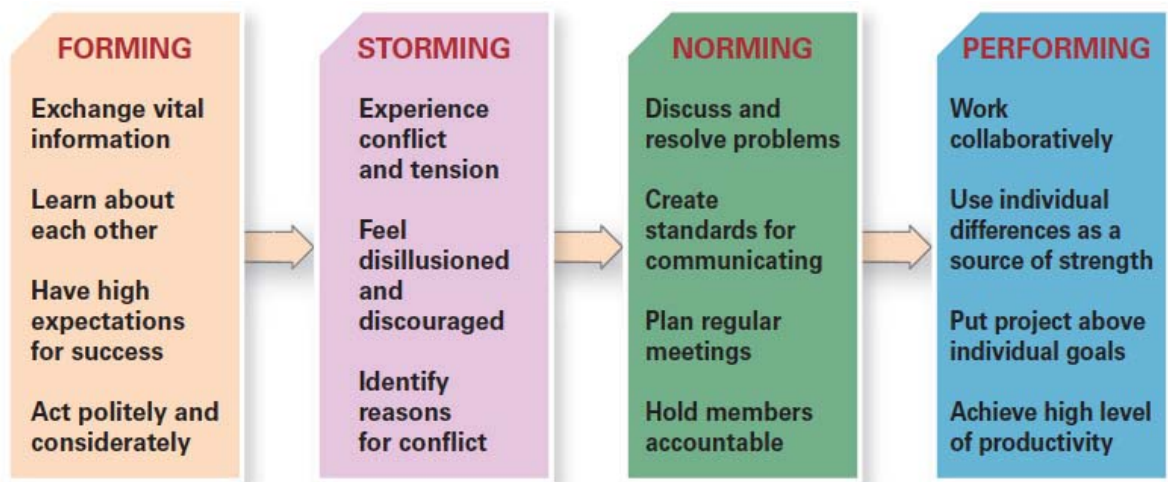 FORMING
Exchange vital
information
Learn about
each other
Have high
expectations
for success
Act politely and
considerately
STORMING
Experience
conflict
and tension
Feel
disillusioned
and
discouraged
Identify
reasons
for conflict
NORMING
Discuss and
resolve problems
Create
standards for
communicating
Plan regular
meetings
Hold members
accountable
PERFORMING
Work
collaboratively
Use individual
differences as a
source of strength
Put project above
individual goals
Achieve high level
of productivity